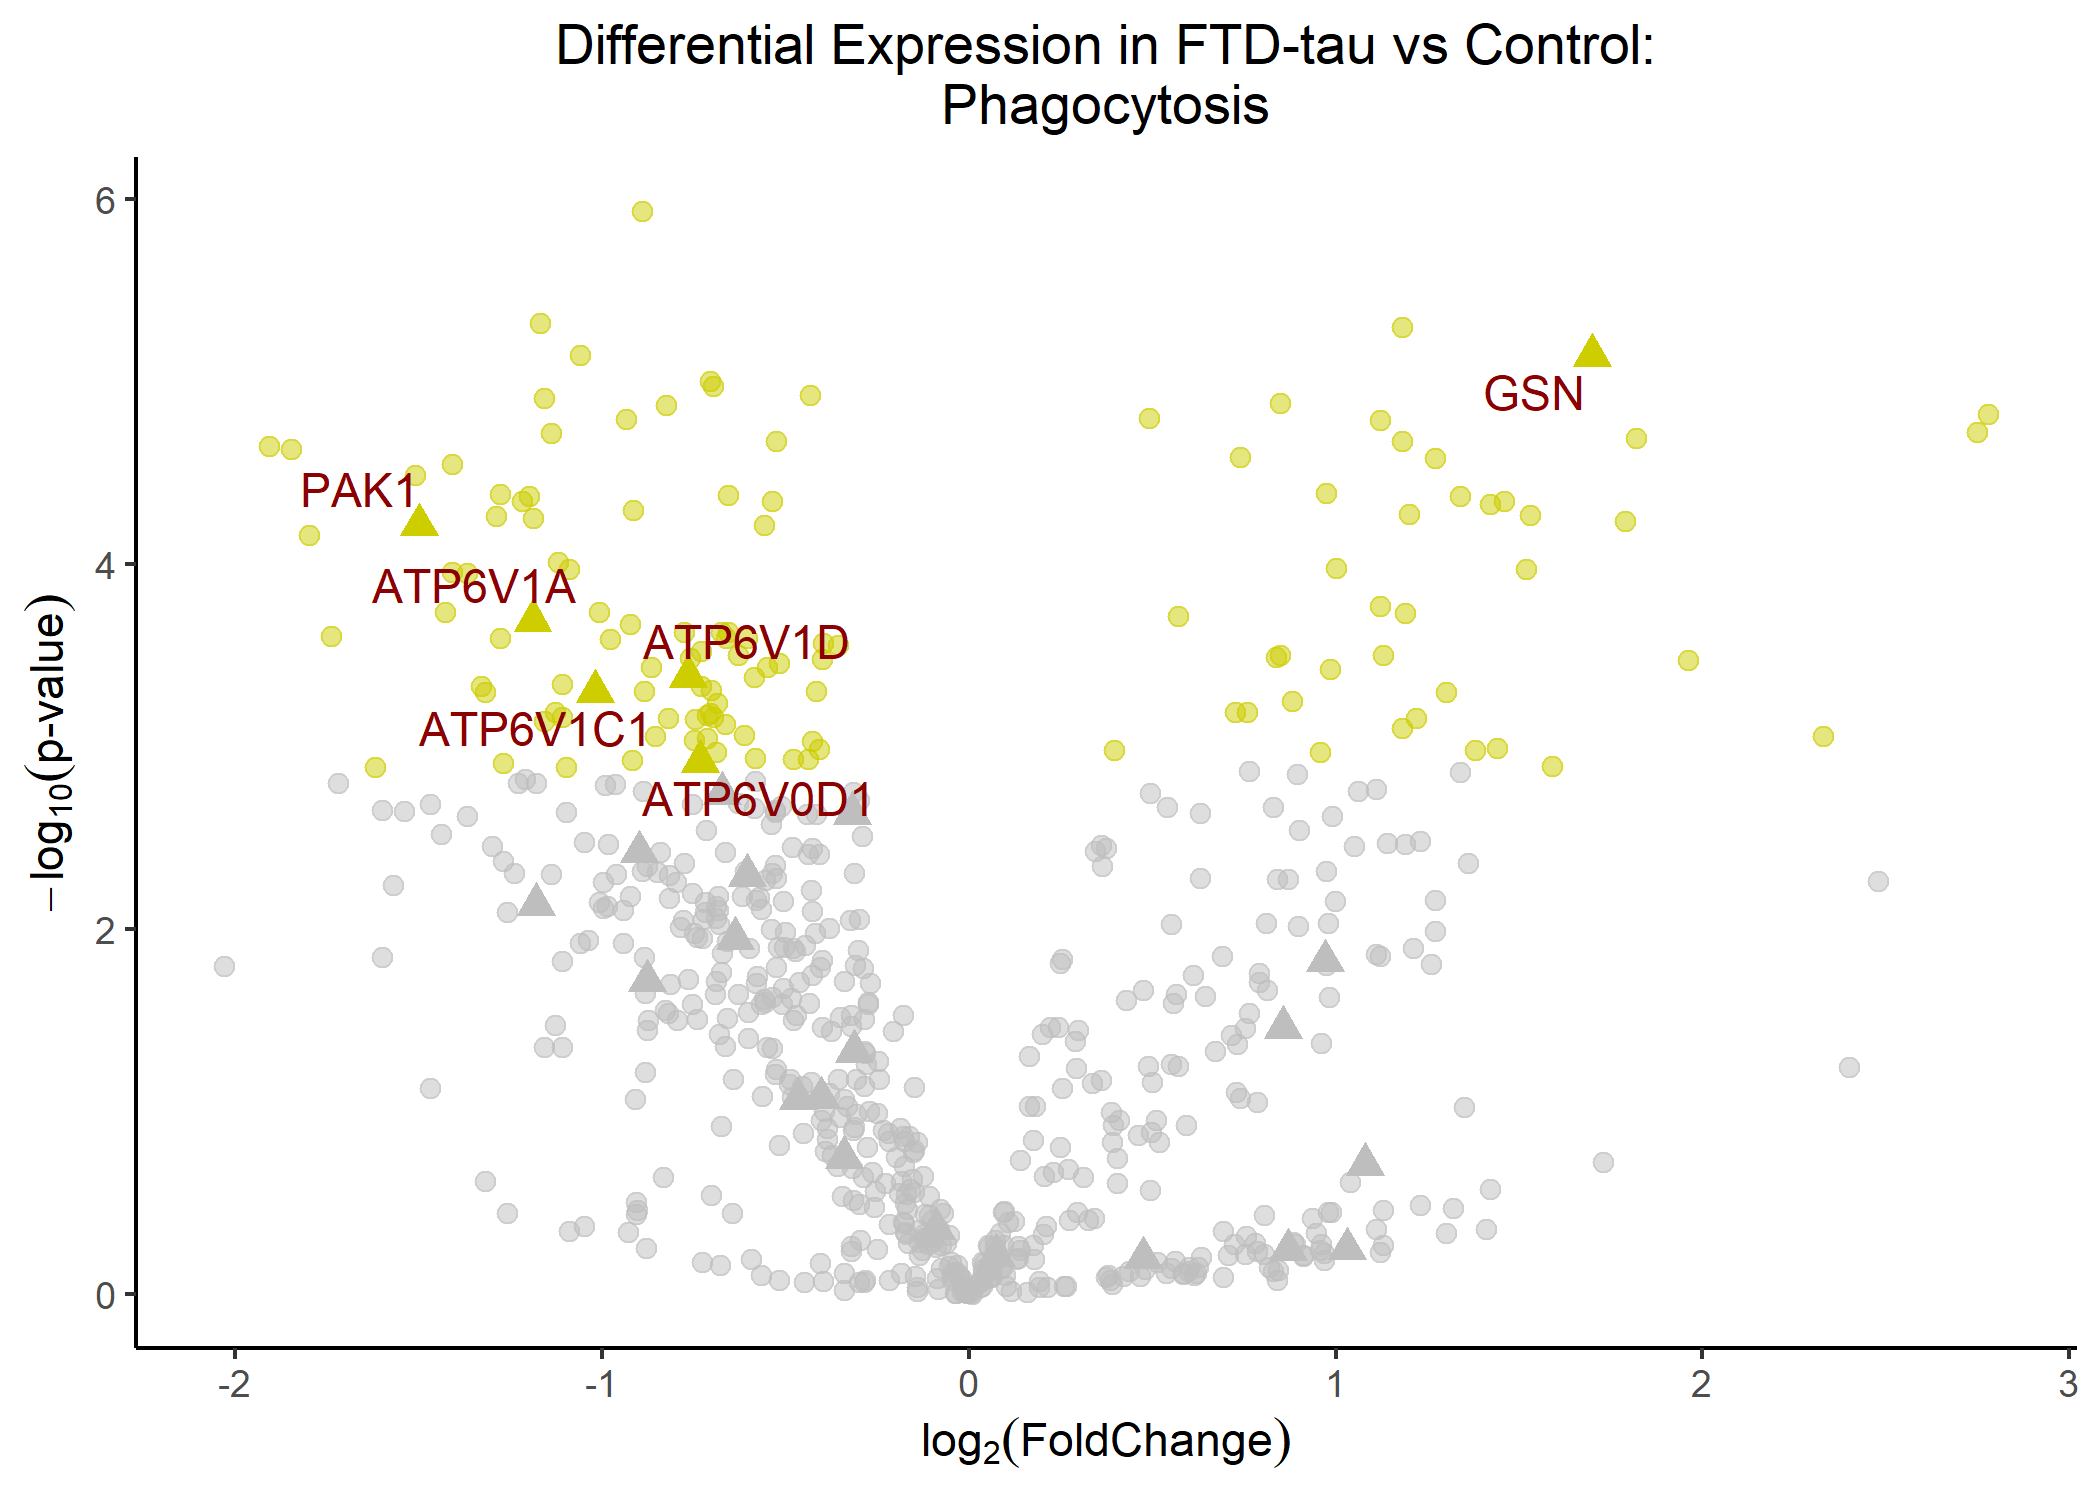 Differential Expression in FTD-tau vs Control:
Phagocytosis
6
4
2
0
−log₁₀(p-value)
GSN
PAK1
ATP6V1A
ATP6V1D
ATP6V1C1
ATP6V0D1
-2
-1
0
1
2
3
log₂(FoldChange)